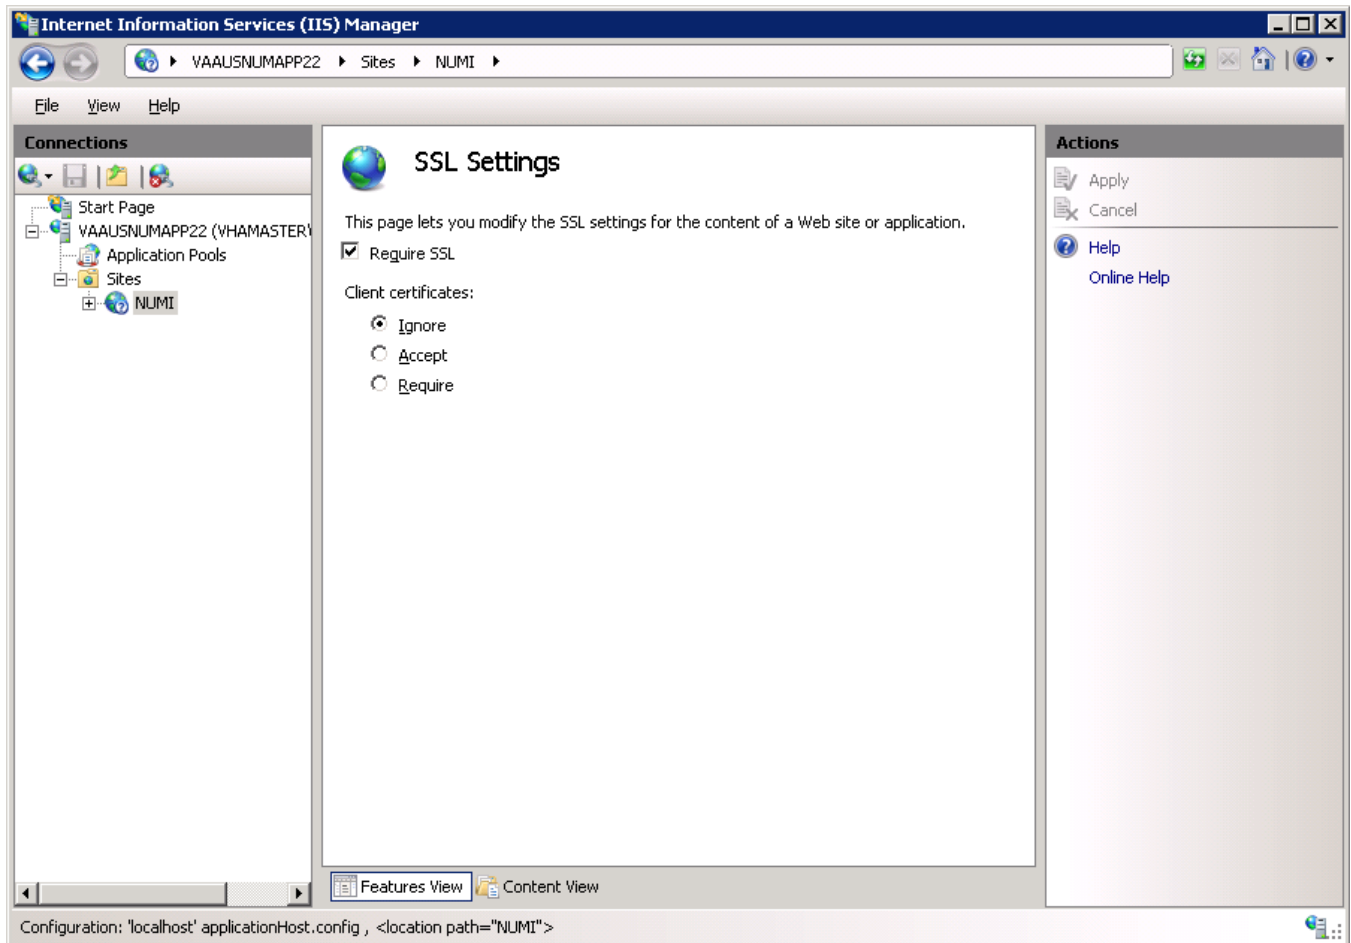 Internet Information Services (IIS) Manager
VAAUSNUMAPP22 Sites NUMI
File View Help
Connections
Start Page
VAAUSNUMAPP22 (VHAMASTER\
Application Pools
Sites
NUMI
SSL Settings
This page lets you modify the SSL settings for the content of a Web site or application.
Require SSL
Client certificates:
Ignore
Accept
Require
Features View Content View
Actions
Apply
Cancel
Help
Online Help
Configuration: 'localhost' applicationHost.config , <location path="NUMI">